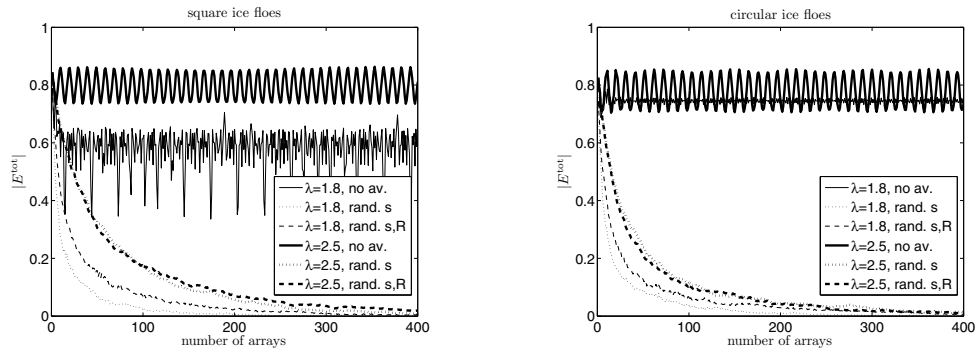 square ice floes
1
0.8
0.6
0.4
0.2
0
|E^tot|
0 100 200 300 400
number of arrays
λ=1.8, no av.
λ=1.8, rand. s
λ=1.8, rand. s,R
λ=2.5, no av.
λ=2.5, rand. s
λ=2.5, rand. s,R
circular ice floes
1
0.8
0.6
0.4
0.2
0
|E^tot|
0 100 200 300 400
number of arrays
λ=1.8, no av.
λ=1.8, rand. s
λ=1.8, rand. s,R
λ=2.5, no av.
λ=2.5, rand. s
λ=2.5, rand. s,R